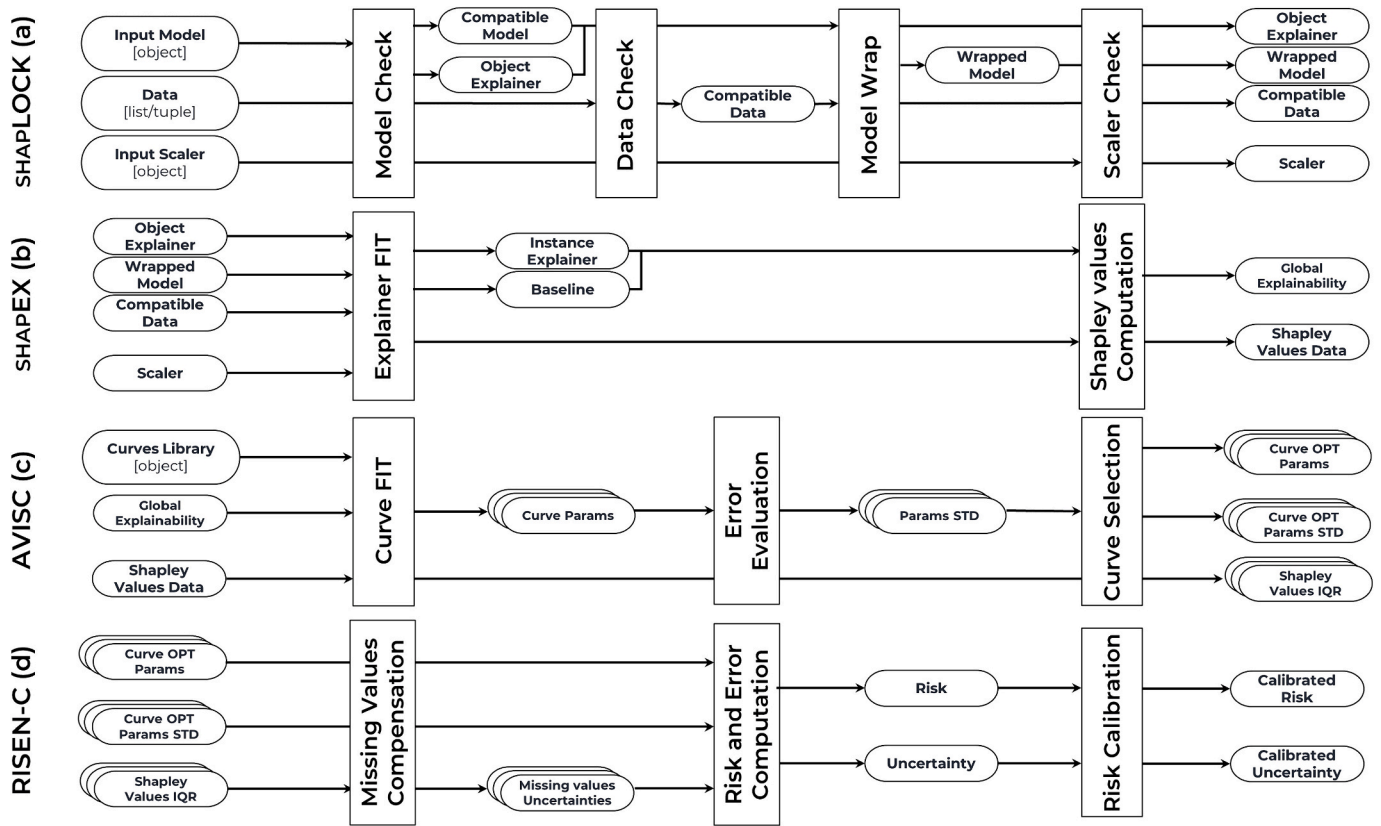 SHAPLOCK (a)
Input Model
[object]
Data
[list/tuple]
Input Scaler
[object]
Model Check
Compatible
Model
Object
Explainer
Data Check
Compatible
Data
Model Wrap
Wrapped
Model
Scaler Check
Object
Explainer
Wrapped
Model
Compatible
Data
Scaler
SHAPEX (b)
Object
Explainer
Wrapped
Model
Compatible
Data
Scaler
Explainer FIT
Instance
Explainer
Baseline
Shapley values
Computation
Global
Explainability
Shapley
Values Data
AVISC (c)
Curves Library
[object]
Global
Explainability
Shapley
Values Data
Curve FIT
Curve Params
Error
Evaluation
Params STD
Curve Selection
Curve OPT
Params
Curve OPT
Params STD
Shapley
Values IQR
RISEN-C (d)
Curve OPT
Params
Curve OPT
Params STD
Shapley
Values IQR
Missing Values
Compensation
Missing values
Uncertainties
Risk and Error
Computation
Risk
Uncertainty
Risk Calibration
Calibrated
Risk
Calibrated
Uncertainty